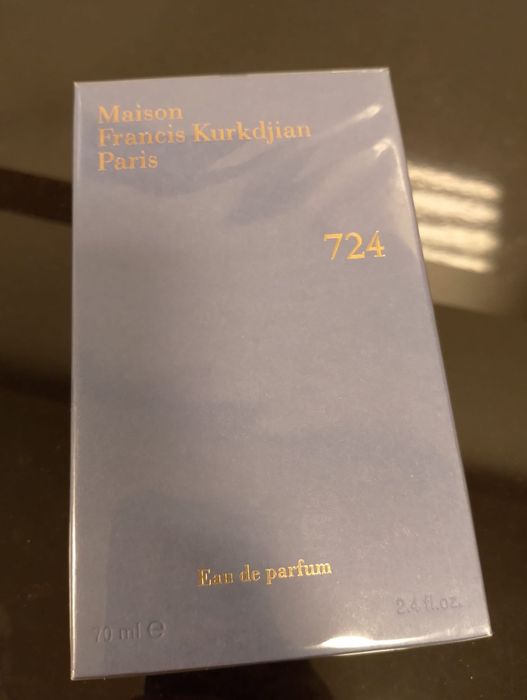 Maison
Francis Kurkdjian
Paris
724
Eau de parfum
70 ml ℮ 2.4 fl.oz.